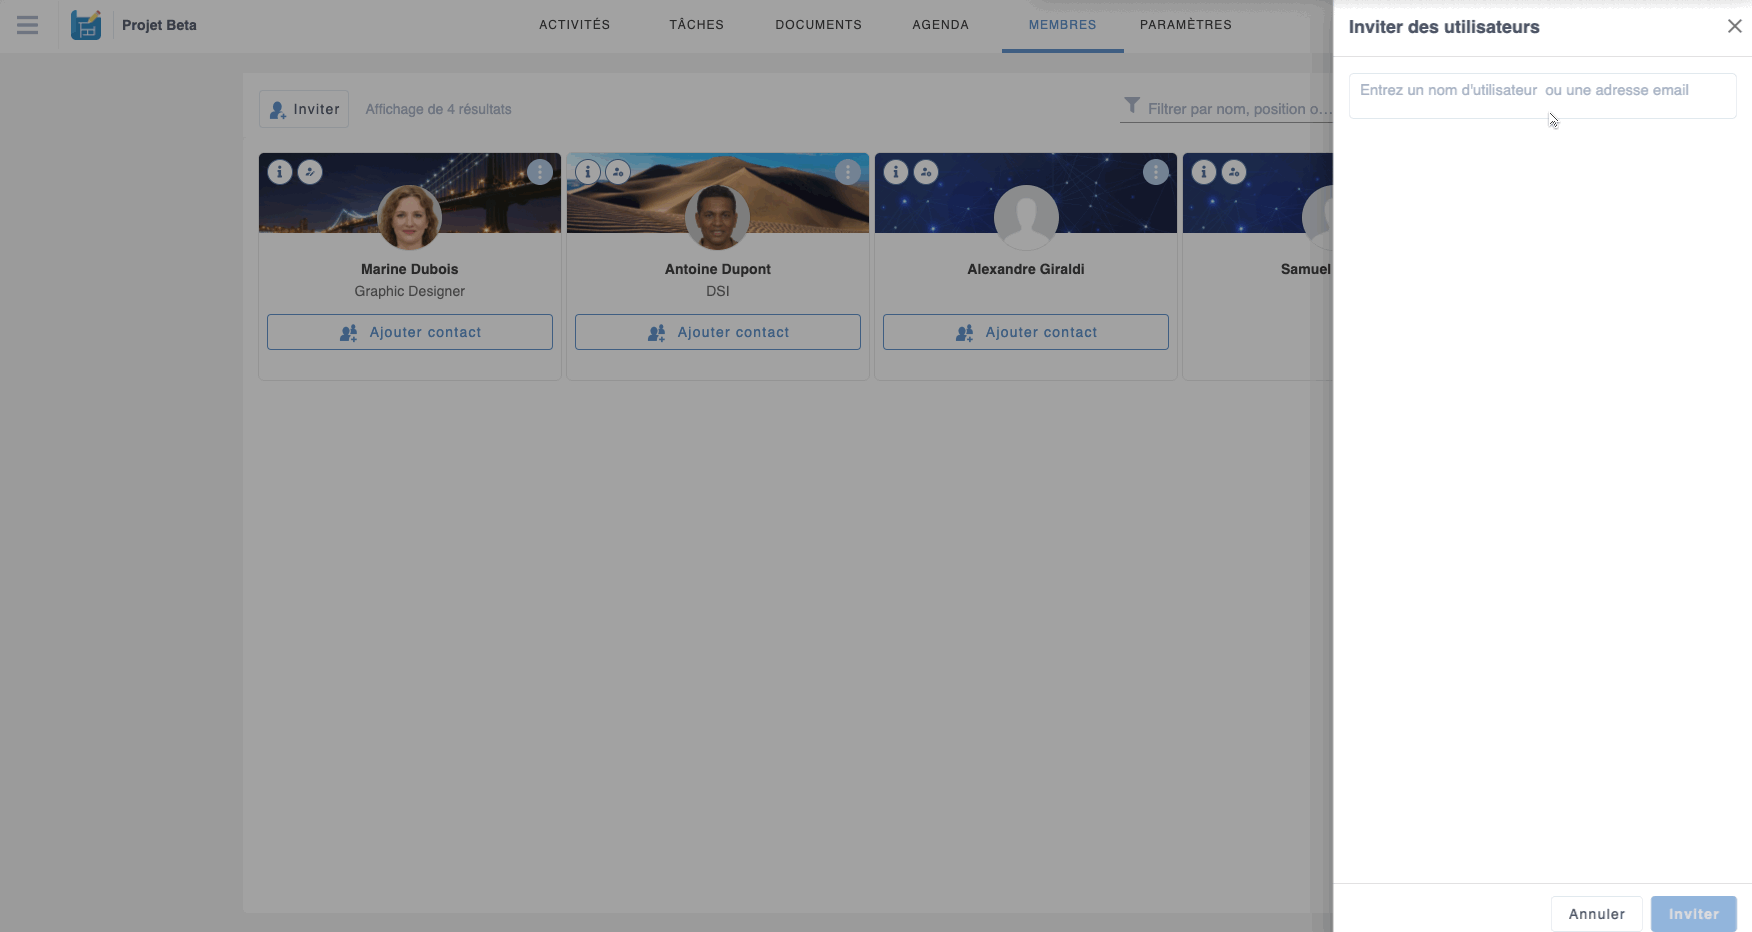 Projet Beta
ACTIVITÉS TÂCHES DOCUMENTS AGENDA MEMBRES PARAMÈTRES
Inviter des utilisateurs
Entrez un nom d'utilisateur ou une adresse email
Inviter Affichage de 4 résultats Filtrer par nom, position o...
Marine Dubois
Graphic Designer
Ajouter contact
Antoine Dupont
DSI
Ajouter contact
Alexandre Giraldi
Ajouter contact
Samuel
Annuler Inviter